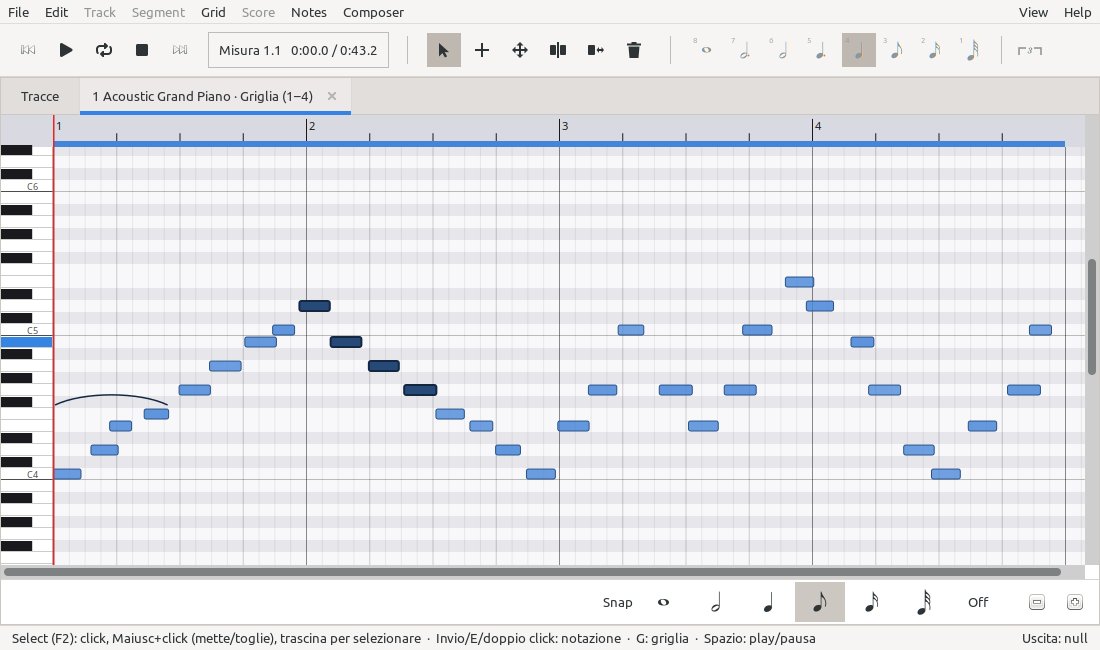 File Edit Track Segment Grid Score Notes Composer View Help
Misura 1.1 0:00.0 / 0:43.2
8 7 6 5 4 3 2 1 3
Tracce 1 Acoustic Grand Piano · Griglia (1–4) ×
1 2 3 4
C6
C5
C4
Snap Off
Select (F2): click, Maiusc+click (mette/toglie), trascina per selezionare · Invio/E/doppio click: notazione · G: griglia · Spazio: play/pausa Uscita: null